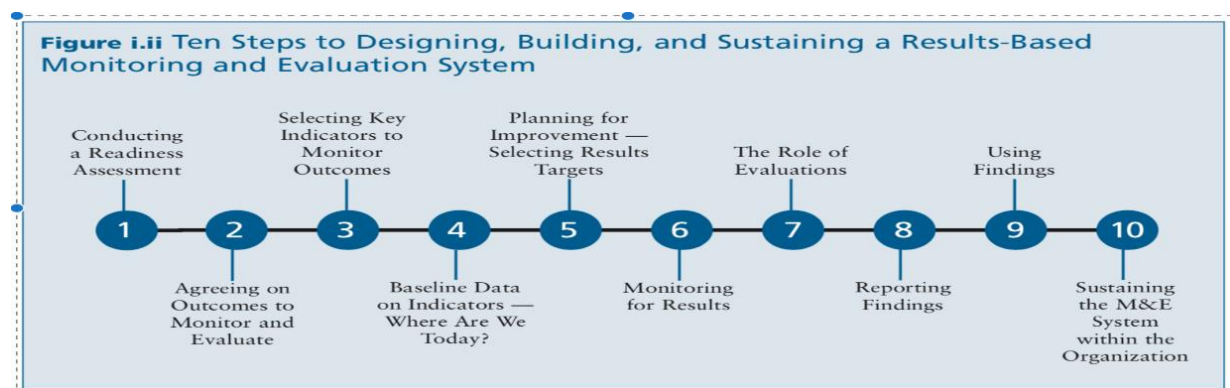 Figure i.ii Ten Steps to Designing, Building, and Sustaining a Results-Based
Monitoring and Evaluation System
Conducting
a Readiness
Assessment
Selecting Key
Indicators to
Monitor
Outcomes
Planning for
Improvement —
Selecting Results
Targets
The Role of
Evaluations
Using
Findings
1
2
3
4
5
6
7
8
9
10
Agreeing on
Outcomes to
Monitor and
Evaluate
Baseline Data
on Indicators —
Where Are We
Today?
Monitoring
for Results
Reporting
Findings
Sustaining
the M&E
System
within the
Organization